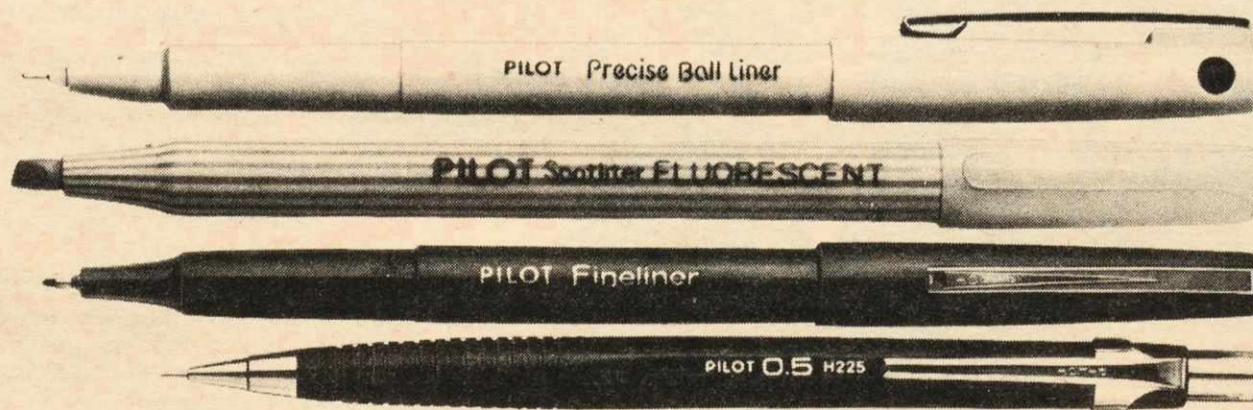 PILOT Precise Ball Liner
PILOT Spotliter FLUORESCENT
PILOT Fineliner
PILOT 0.5 H225